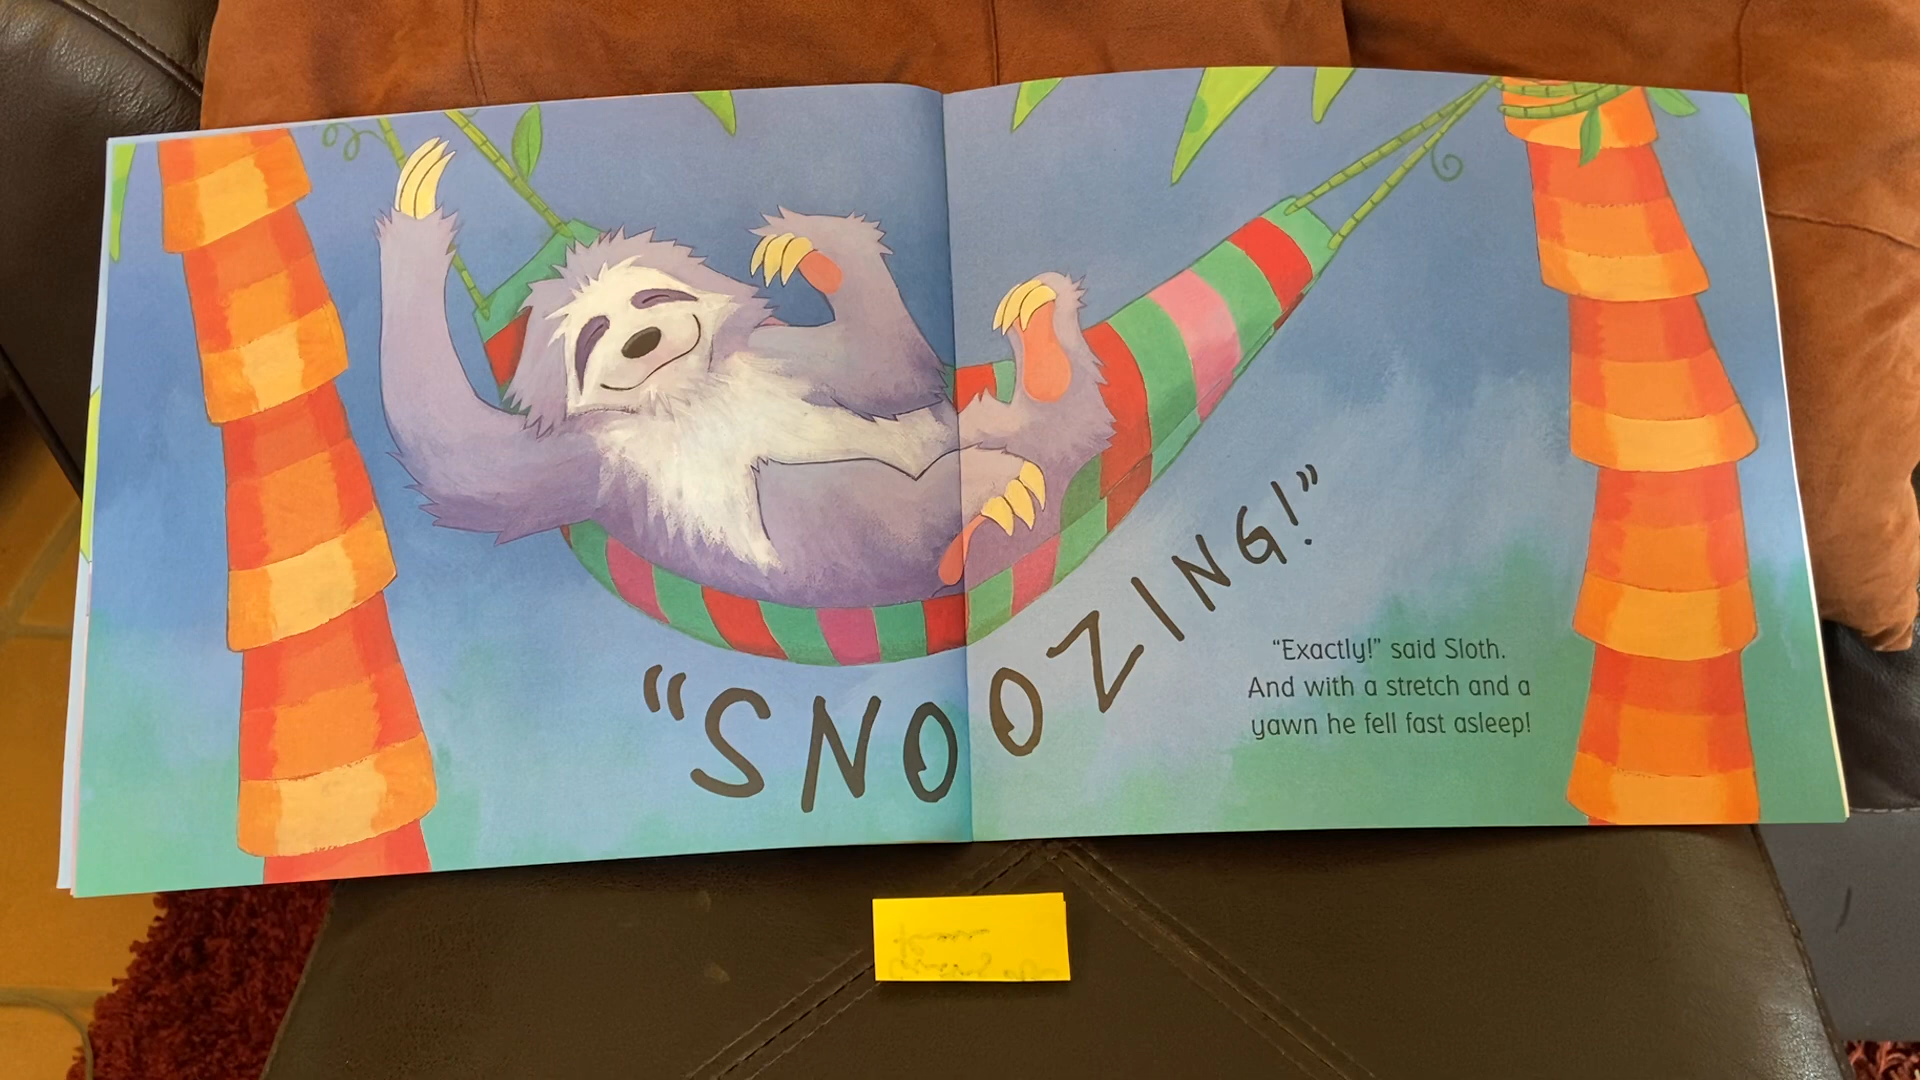 "SNOOZING!"
"Exactly!" said Sloth.
And with a stretch and a
yawn he fell fast asleep!